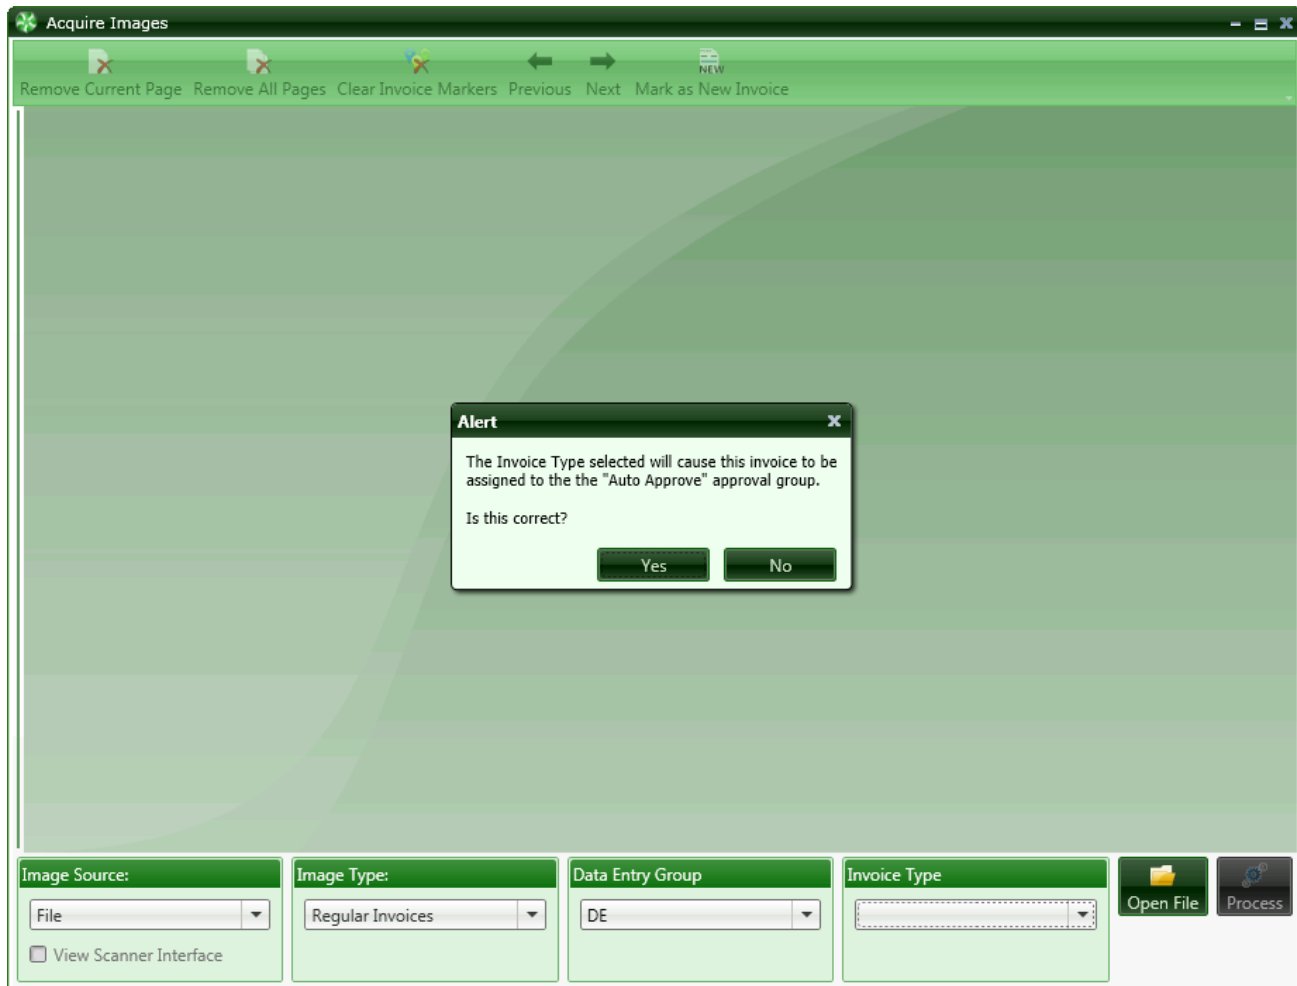 Acquire Images
Remove Current Page Remove All Pages Clear Invoice Markers Previous Next NEW Mark as New Invoice
Alert
The Invoice Type selected will cause this invoice to be
assigned to the the "Auto Approve" approval group.
Is this correct?
Yes No
Image Source: Image Type: Data Entry Group Invoice Type
File Regular Invoices DE Open File Process
View Scanner Interface